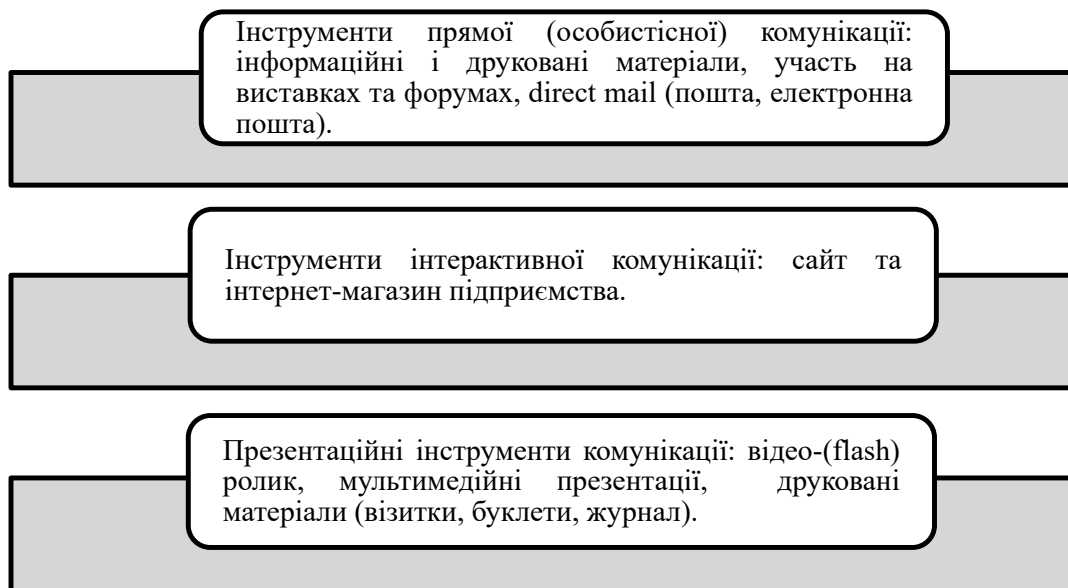 Інструменти прямої (особистісної) комунікації:
інформаційні і друковані матеріали, участь на
виставках та форумах, direct mail (пошта, електронна
пошта).
Інструменти інтерактивної комунікації: сайт та
інтернет-магазин підприємства.
Презентаційні інструменти комунікації: відео-(flash)
ролик, мультимедійні презентації, друковані
матеріали (візитки, буклети, журнал).